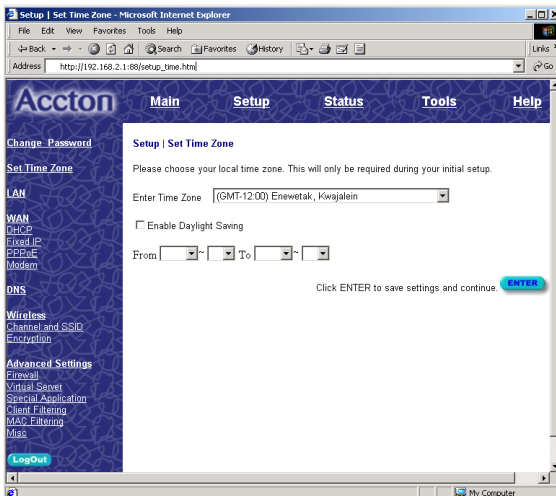 Setup | Set Time Zone - Microsoft Internet Explorer
File Edit View Favorites Tools Help
Back Search Favorites History Links
Address http://192.168.2.1:88/setup_time.htm Go
Accton Main Setup Status Tools Help
Change Password
Set Time Zone
LAN
WAN
DHCP
Fixed IP
PPPoE
Modem
DNS
Wireless
Channel and SSID
Encryption
Advanced Settings
Firewall
Virtual Server
Special Application
Client Filtering
MAC Filtering
Misc
LogOut
Setup | Set Time Zone
Please choose your local time zone. This will only be required during your initial setup.
Enter Time Zone (GMT-12:00) Enewetak, Kwajalein
Enable Daylight Saving
From ~ To ~
Click ENTER to save settings and continue. ENTER
My Computer